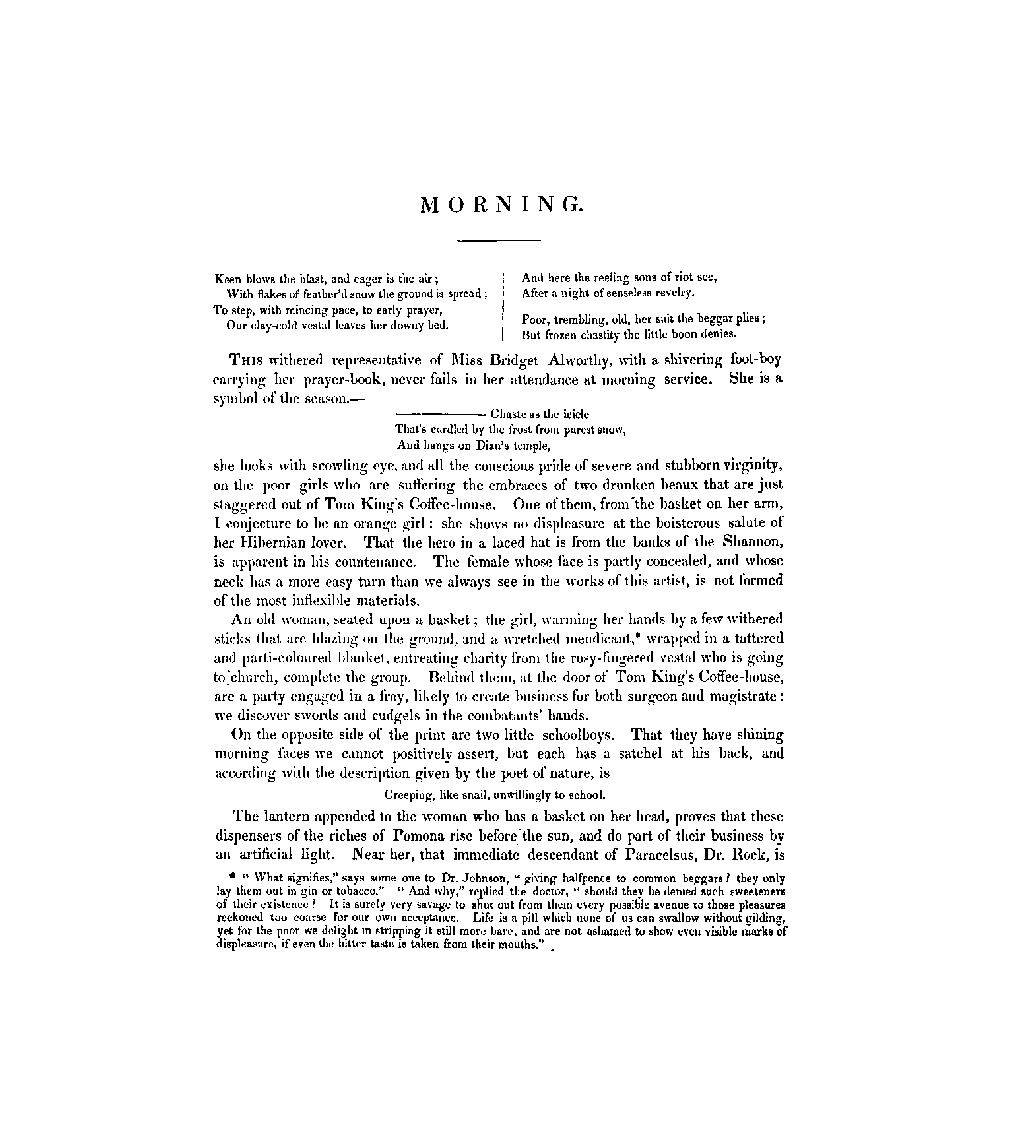 MORNING.
Keen blows the blast, and eager is the air;
With flakes of feather'd snow the ground is spread;
To step, with mincing pace, to early prayer,
Our clay-cold vestal leaves her downy bed.
And here the reeling sons of riot see,
After a night of senseless revelry.
Poor, trembling, old, her suit the beggar plies;
But frozen chastity the little boon denies.
THIS withered representative of Miss Bridget Alworthy, with a shivering foot-boy
carrying her prayer-book, never fails in her attendance at morning service. She is a
symbol of the season.—
———— Chaste as the icicle
That's curdled by the frost from purest snow,
And hangs on Dian's temple,
she looks with scowling eye, and all the conscious pride of severe and stubborn virginity,
on the poor girls who are suffering the embraces of two drunken beaux that are just
staggered out of Tom King's Coffee-house. One of them, from the basket on her arm,
I conjecture to be an orange girl: she shows no displeasure at the boisterous salute of
her Hibernian lover. That the hero in a laced hat is from the banks of the Shannon,
is apparent in his countenance. The female whose face is partly concealed, and whose
neck has a more easy turn than we always see in the works of this artist, is not formed
of the most inflexible materials.
An old woman, seated upon a basket; the girl, warming her hands by a few withered
sticks that are blazing on the ground, and a wretched mendicant,* wrapped in a tattered
and parti-coloured blanket, entreating charity from the rosy-fingered vestal who is going
to church, complete the group. Behind them, at the door of Tom King's Coffee-house,
are a party engaged in a fray, likely to create business for both surgeon and magistrate:
we discover swords and cudgels in the combatants' hands.
On the opposite side of the print are two little schoolboys. That they have shining
morning faces we cannot positively assert, but each has a satchel at his back, and
according with the description given by the poet of nature, is
Creeping, like snail, unwillingly to school.
The lantern appended to the woman who has a basket on her head, proves that these
dispensers of the riches of Pomona rise before the sun, and do part of their business by
an artificial light. Near her, that immediate descendant of Paracelsus, Dr. Rock, is
* "What signifies," says some one to Dr. Johnson, "giving halfpence to common beggars? they only
lay them out in gin or tobacco." "And why," replied the doctor, "should they be denied such sweeteners
of their existence? It is surely very savage to shut out from them every possible avenue to those pleasures
reckoned too coarse for our own acceptance. Life is a pill which none of us can swallow without gilding,
yet for the poor we delight in stripping it still more bare, and are not ashamed to show even visible marks of
displeasure, if even the bitter taste is taken from their mouths."